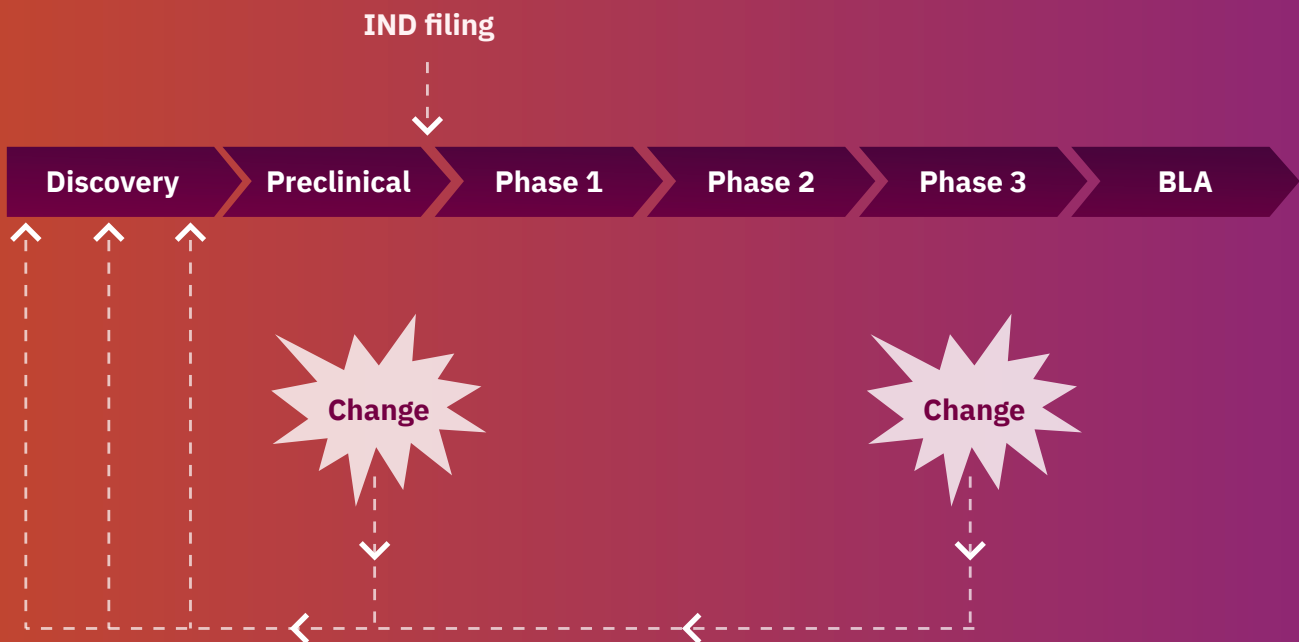 IND filing
Discovery
Preclinical
Phase 1
Phase 2
Phase 3
BLA
Change
Change